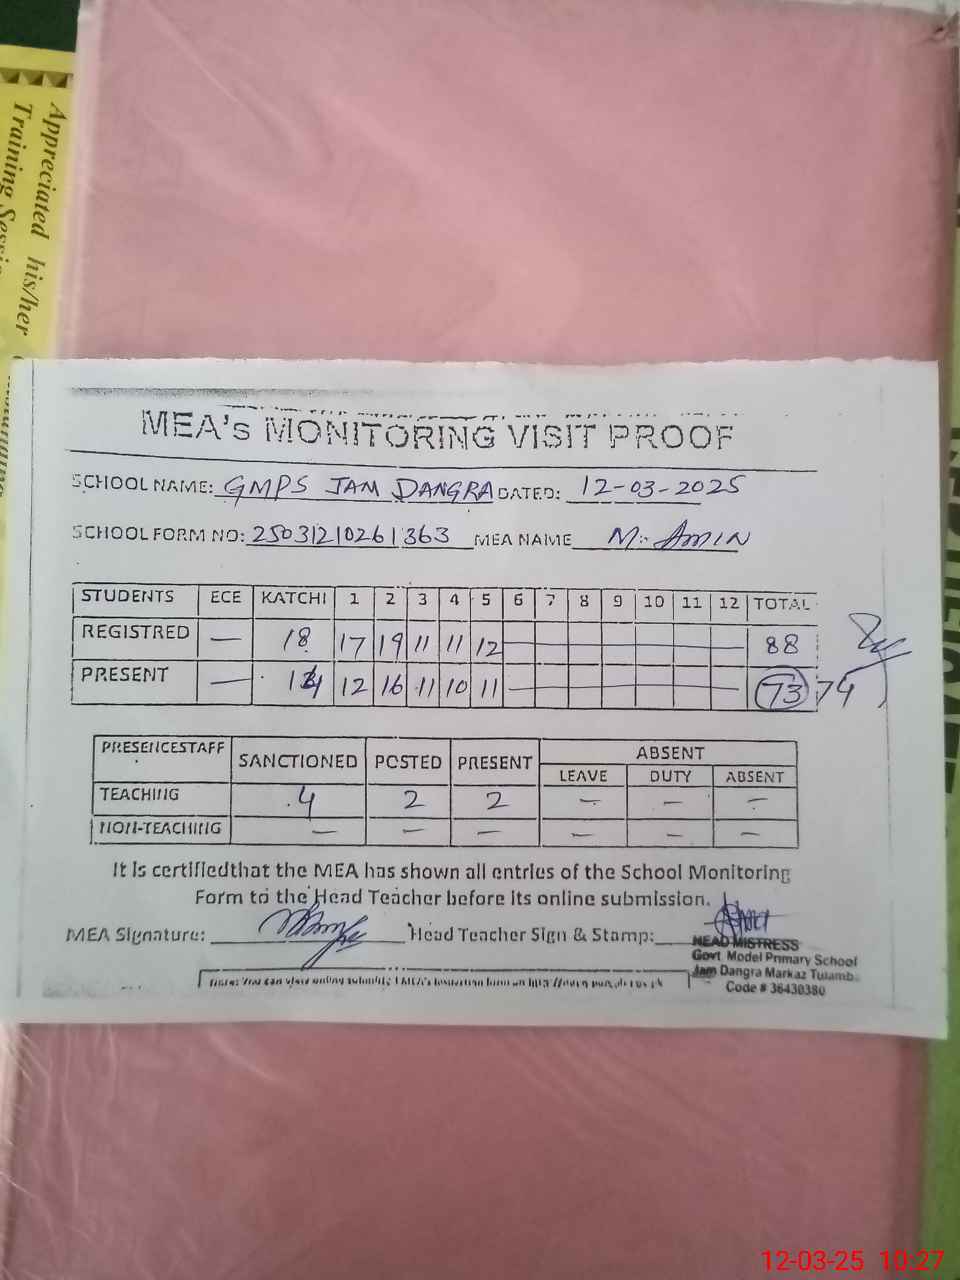 Appreciated his/her
Training Sessi
MEA's MONITORING VISIT PROOF
SCHOOL NAME: GMPS JAM DANGRA DATED: 12-03-2025
SCHOOL FORM NO: 25031210261363 MEA NAME M. AMIN
STUDENTS ECE KATCHI 1 2 3 4 5 6 7 8 9 10 11 12 TOTAL
REGISTRED — 18 17 19 11 11 12 88
PRESENT — 14 12 16 11 10 11 73 74
PRESENCESTAFF SANCTIONED POSTED PRESENT ABSENT
LEAVE DUTY ABSENT
TEACHING 4 2 2 — — —
NON-TEACHING — — — — — —
It is certifiedthat the MEA has shown all entries of the School Monitoring
Form to the Head Teacher before its online submission.
MEA Signature: Head Teacher Sign & Stamp:
HEAD MISTRESS
Govt Model Primary School
Jam Dangra Markaz Tulamb.
Code # 36430380
12-03-25 10:27